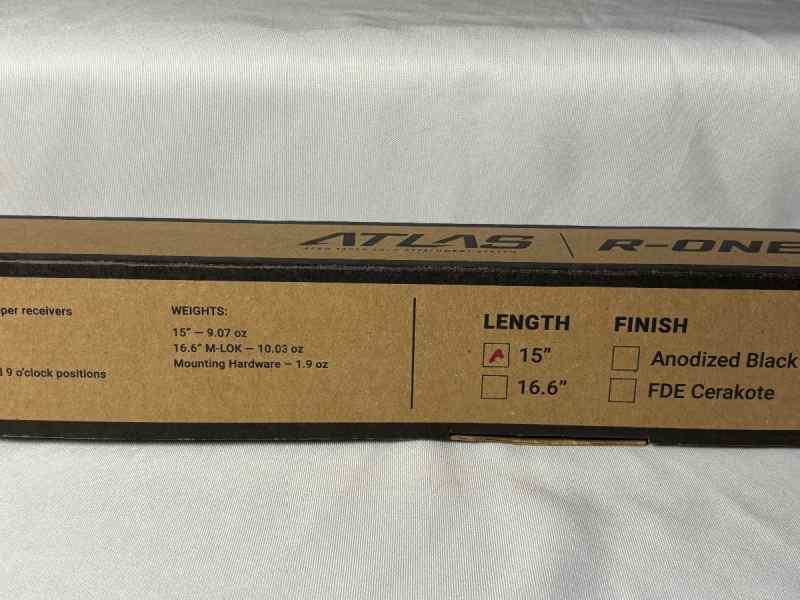 ATLAS \ R-ONE
per receivers
9 o'clock positions
WEIGHTS:
15” – 9.07 oz
16.6” M-LOK – 10.03 oz
Mounting Hardware – 1.9 oz
LENGTH
15”
16.6”
FINISH
Anodized Black
FDE Cerakote